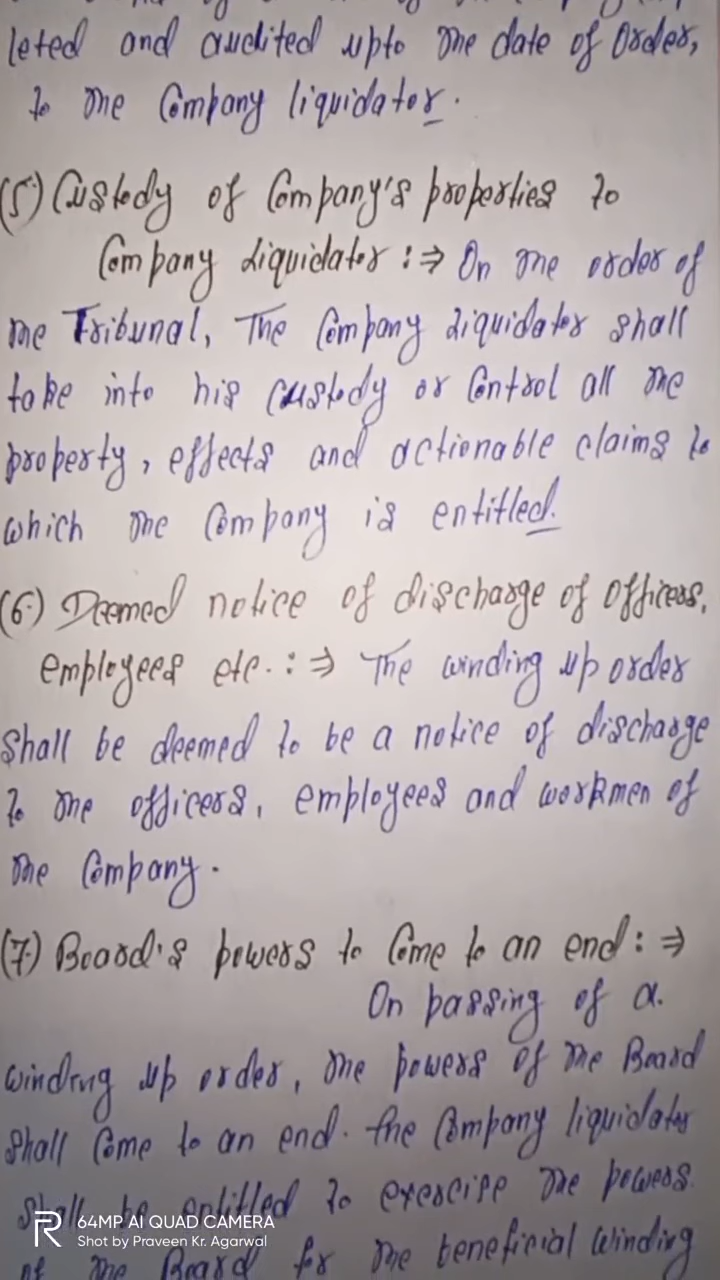 leted and audited upto the date of order,
to the Company liquidator.
(5) Custody of Company's properties to
Company Liquidator :⇒ On the order of
the Tribunal, The Company Liquidator shall
take into his custody or Control all the
property, effects and actionable claims to
which the Company is entitled.
(6) Deemed notice of discharge of officers,
employees etc. :⇒ The winding up order
shall be deemed to be a notice of discharge
to the officers, employees and workmen of
the Company.
(7) Board's powers to Come to an end :⇒
On passing of a
winding up order, the powers of the Board
shall Come to an end. The Company liquidator
shall be entitled to exercise the powers
of the Board for the beneficial winding
64MP AI QUAD CAMERA
Shot by Praveen Kr. Agarwal